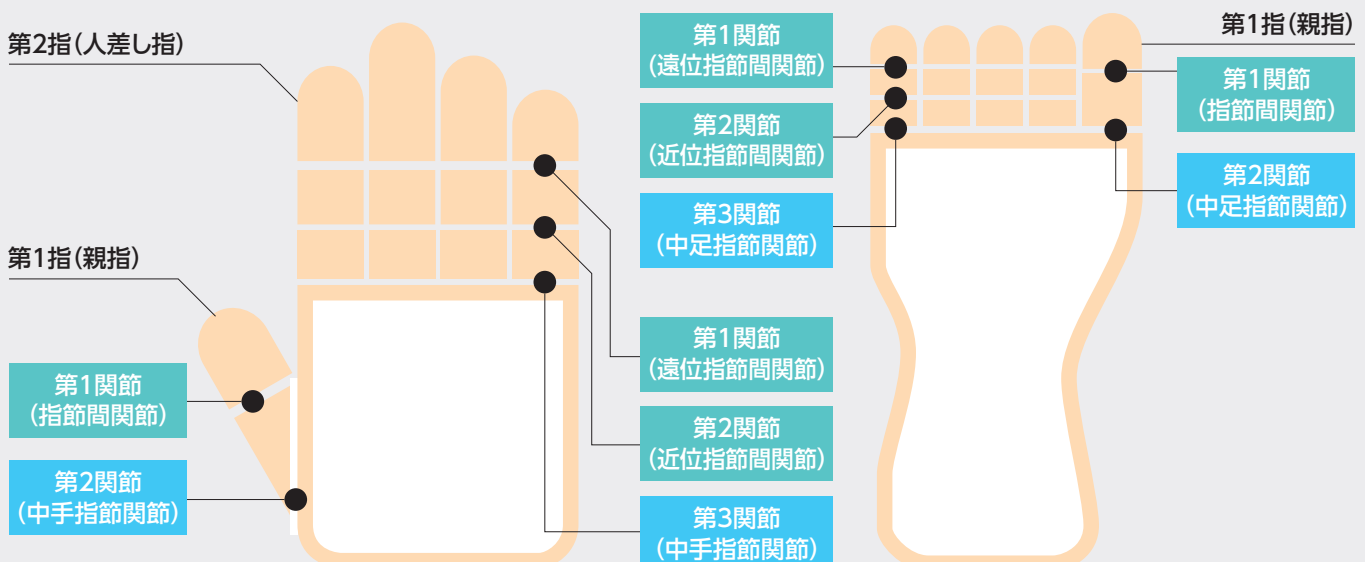 第2指(人差し指)
第1指(親指)
第1関節
(指節間関節)
第2関節
(中手指節関節)
第1関節
(遠位指節間関節)
第2関節
(近位指節間関節)
第3関節
(中足指節関節)
第1関節
(遠位指節間関節)
第2関節
(近位指節間関節)
第3関節
(中手指節関節)
第1指(親指)
第1関節
(指節間関節)
第2関節
(中足指節関節)